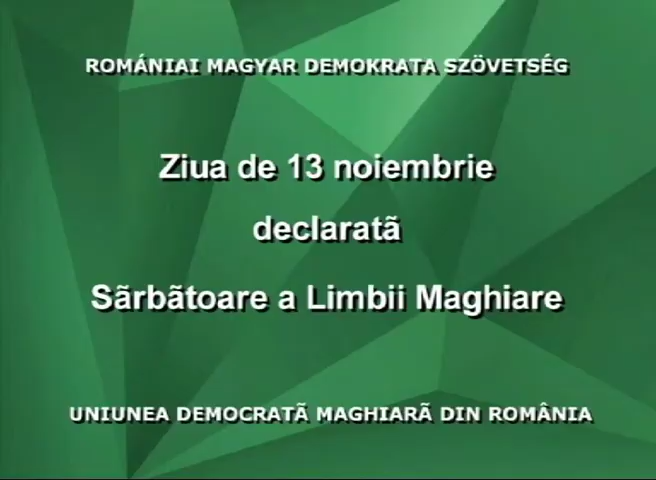 ROMÁNIAI MAGYAR DEMOKRATA SZÖVETSÉG
Ziua de 13 noiembrie
declaratã
Sãrbãtoare a Limbii Maghiare
UNIUNEA DEMOCRATÃ MAGHIARÃ DIN ROMÂNIA